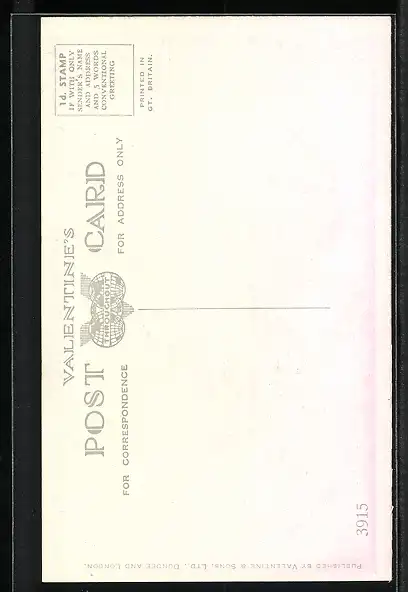 VALENTINE'S
POST CARD
THROUGHOUT
FOR CORRESPONDENCE
FOR ADDRESS ONLY
1d. STAMP
IF WITH ONLY
SENDER'S NAME
AND ADDRESS
AND 5 WORDS
CONVENTIONAL
GREETING
PRINTED IN
GT. BRITAIN.
PUBLISHED BY VALENTINE & SONS, LTD., DUNDEE AND LONDON.
3915